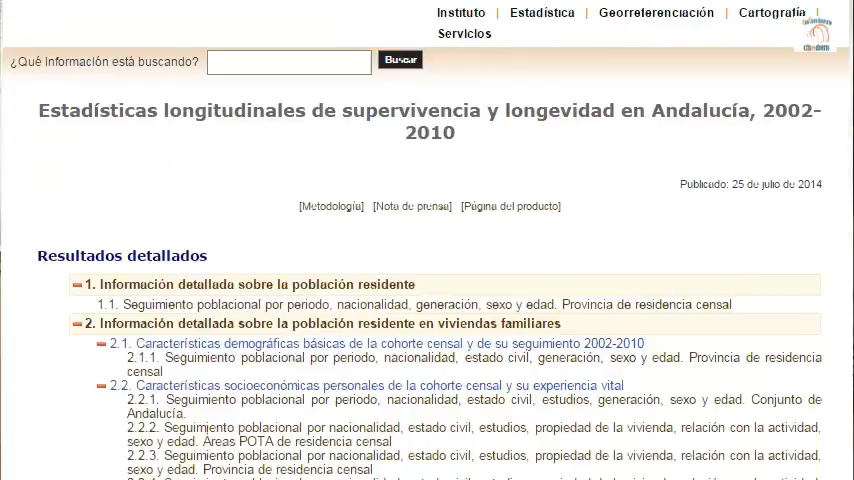 Instituto | Estadística | Georreferenciación | Cartografía |
Servicios
¿Qué información está buscando?
Buscar
Estadísticas longitudinales de supervivencia y longevidad en Andalucía, 2002-
2010
Publicado: 25 de julio de 2014
[Metodología] [Nota de prensa] [Página del producto]
Resultados detallados
1. Información detallada sobre la población residente
1.1. Seguimiento poblacional por periodo, nacionalidad, generación, sexo y edad. Provincia de residencia censal
2. Información detallada sobre la población residente en viviendas familiares
2.1. Características demográficas básicas de la cohorte censal y de su seguimiento 2002-2010
2.1.1. Seguimiento poblacional por periodo, nacionalidad, estado civil, generación, sexo y edad. Provincia de residencia
censal
2.2. Características socioeconómicas personales de la cohorte censal y su experiencia vital
2.2.1. Seguimiento poblacional por periodo, nacionalidad, estado civil, estudios, generación, sexo y edad. Conjunto de
Andalucía.
2.2.2. Seguimiento poblacional por nacionalidad, estado civil, estudios, propiedad de la vivienda, relación con la actividad,
sexo y edad. Áreas POTA de residencia censal
2.2.3. Seguimiento poblacional por nacionalidad, estado civil, estudios, propiedad de la vivienda, relación con la actividad,
sexo y edad. Provincia de residencia censal